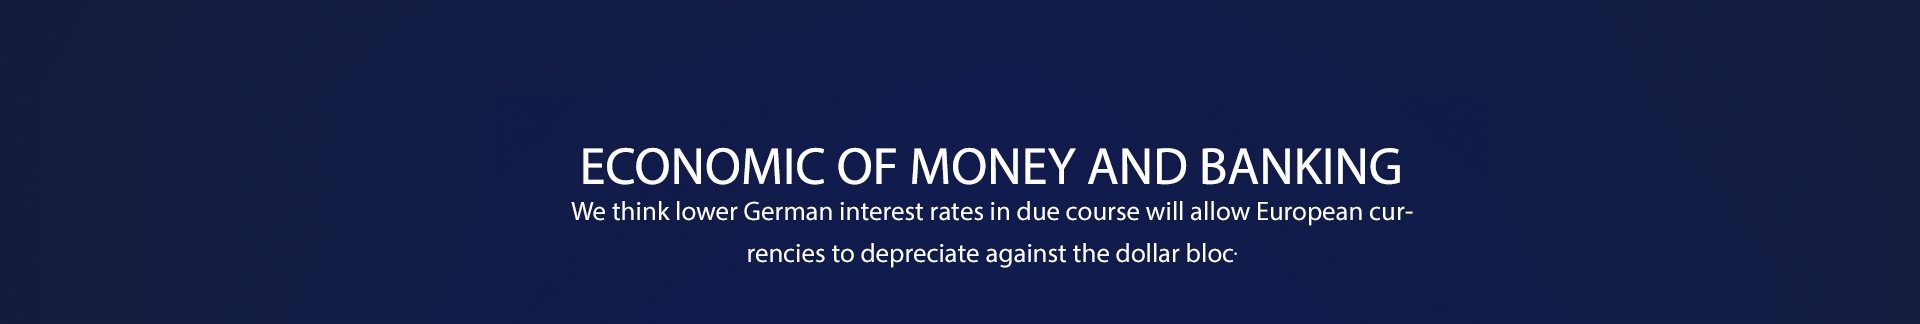 ECONOMIC OF MONEY AND BANKING
We think lower German interest rates in due course will allow European cur-
rencies to depreciate against the dollar bloc.